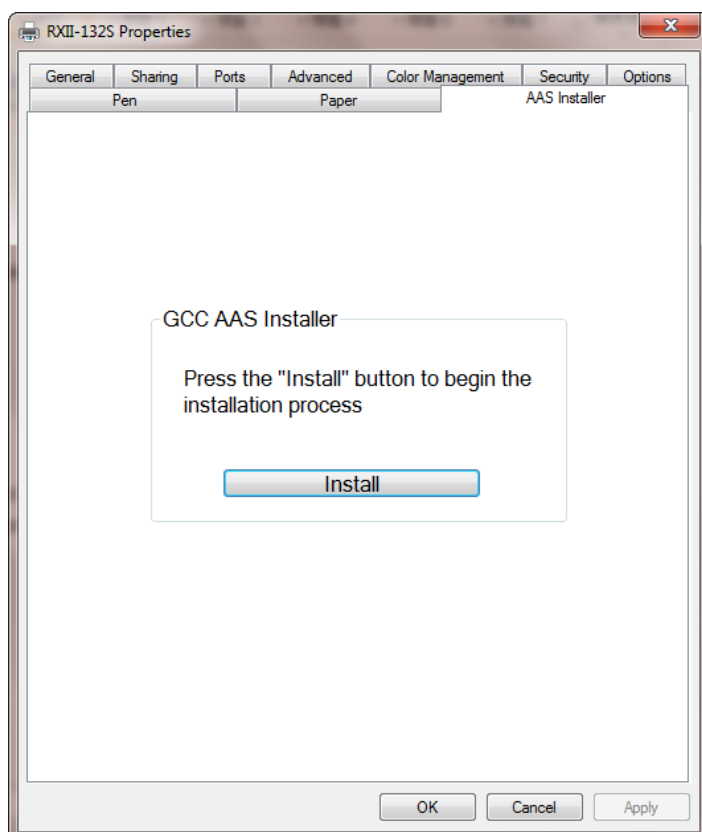 RXII-132S Properties
General Sharing Ports Advanced Color Management Security Options
Pen Paper AAS Installer
GCC AAS Installer
Press the "Install" button to begin the
installation process
Install
OK Cancel Apply